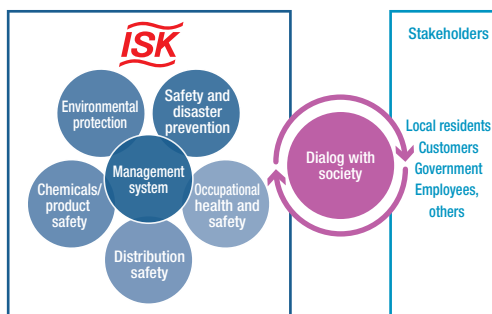 ISK
Stakeholders
Environmental
protection
Safety and
disaster
prevention
Management
system
Chemicals/
product
safety
Occupational
health and
safety
Distribution
safety
Dialog with
society
Local residents
Customers
Government
Employees,
others